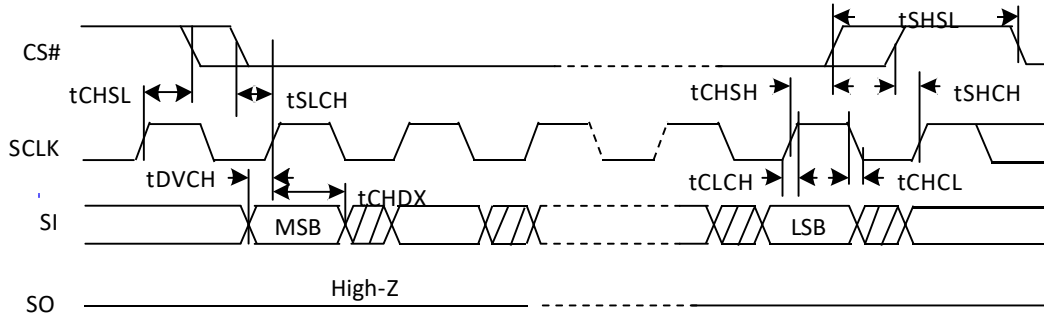 tSHSL
CS#
tCHSL
tSLCH
tCHSH
tSHCH
SCLK
tDVCH
tCHDX
tCLCH
tCHCL
SI
MSB
LSB
High-Z
SO